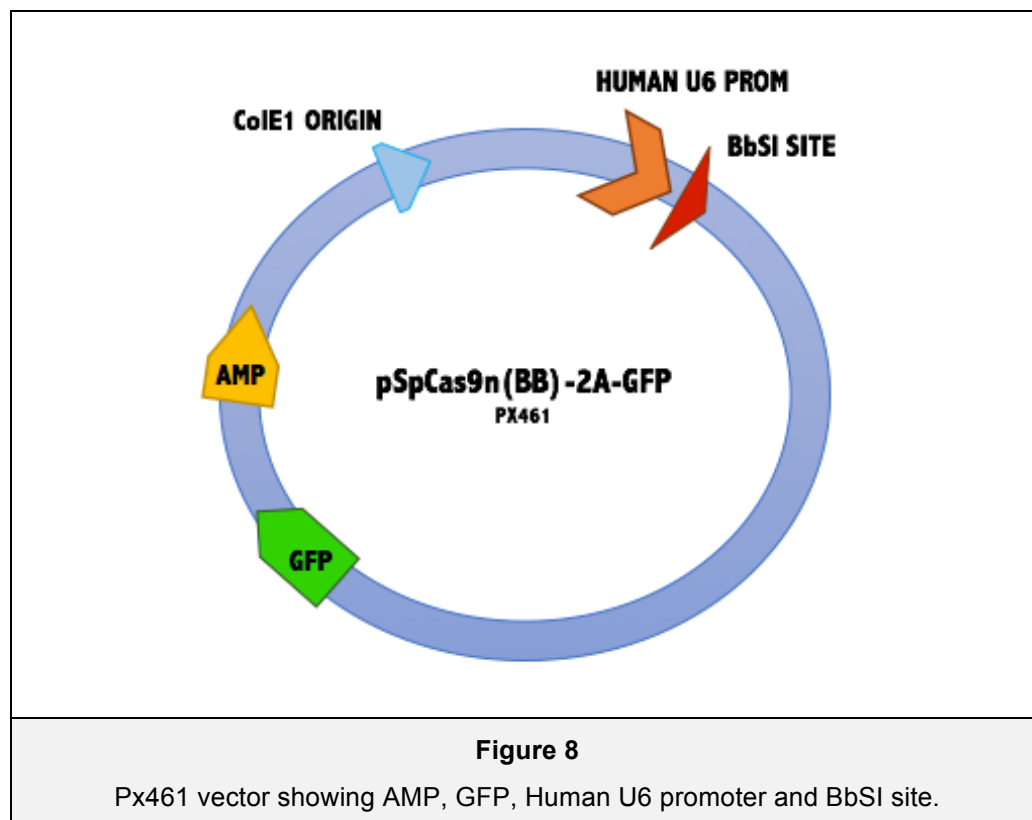 HUMAN U6 PROM
ColE1 ORIGIN
BbSI SITE
AMP
pSpCas9n(BB)-2A-GFP
PX461
GFP
Figure 8
Px461 vector showing AMP, GFP, Human U6 promoter and BbSI site.